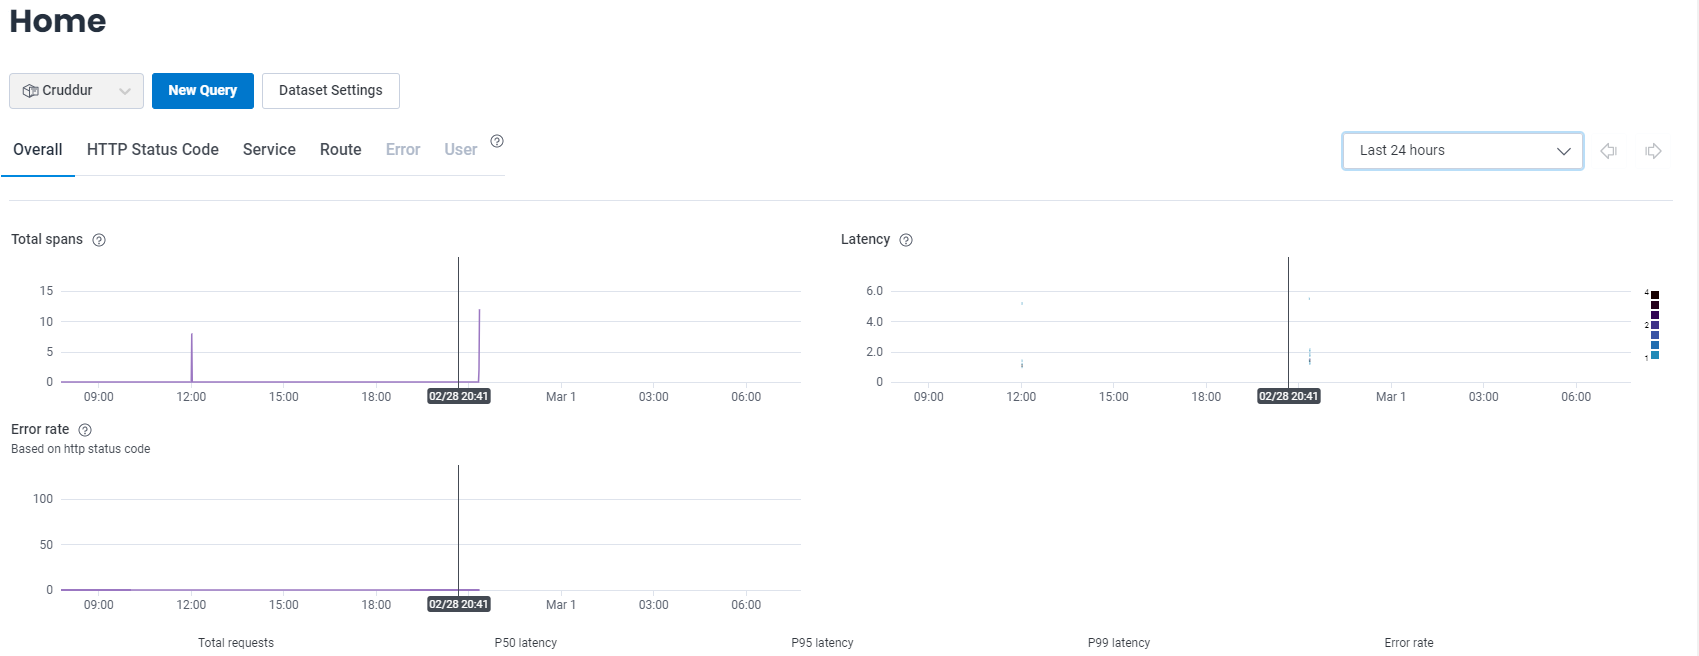 Home
Cruddur New Query Dataset Settings
Overall HTTP Status Code Service Route Error User ?
Last 24 hours
Total spans ?
15
10
5
0
09:00 12:00 15:00 18:00 02/28 20:41 Mar 1 03:00 06:00
Latency ?
6.0
4.0
2.0
0
4
2
1
09:00 12:00 15:00 18:00 02/28 20:41 Mar 1 03:00 06:00
Error rate ?
Based on http status code
100
50
0
09:00 12:00 15:00 18:00 02/28 20:41 Mar 1 03:00 06:00
Total requests P50 latency P95 latency P99 latency Error rate